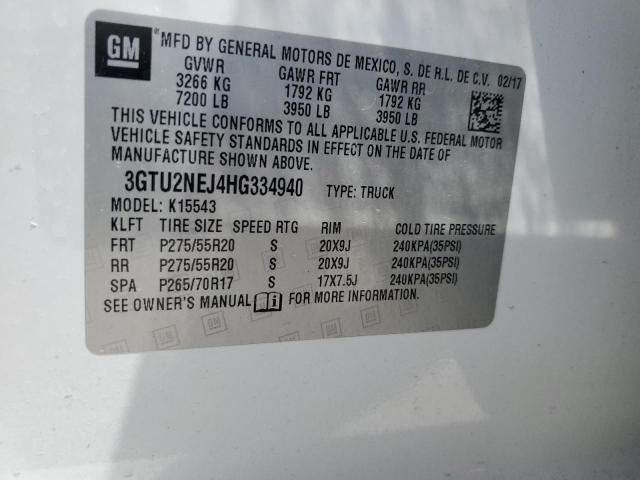 GM
*MFD BY GENERAL MOTORS DE MEXICO, S. DE R.L. DE C.V. 02/17
GVWR GAWR FRT GAWR RR
3266 KG 1792 KG 1792 KG
7200 LB 3950 LB 3950 LB
THIS VEHICLE CONFORMS TO ALL APPLICABLE U.S. FEDERAL MOTOR
VEHICLE SAFETY STANDARDS IN EFFECT ON THE DATE OF
MANUFACTURE SHOWN ABOVE.
3GTU2NEJ4HG334940 TYPE: TRUCK
MODEL: K15543
KLFT TIRE SIZE SPEED RTG RIM COLD TIRE PRESSURE
FRT P275/55R20 S 20X9J 240KPA(35PSI)
RR P275/55R20 S 20X9J 240KPA(35PSI)
SPA P265/70R17 S 17X7.5J 240KPA(35PSI)
SEE OWNER'S MANUAL i FOR MORE INFORMATION.